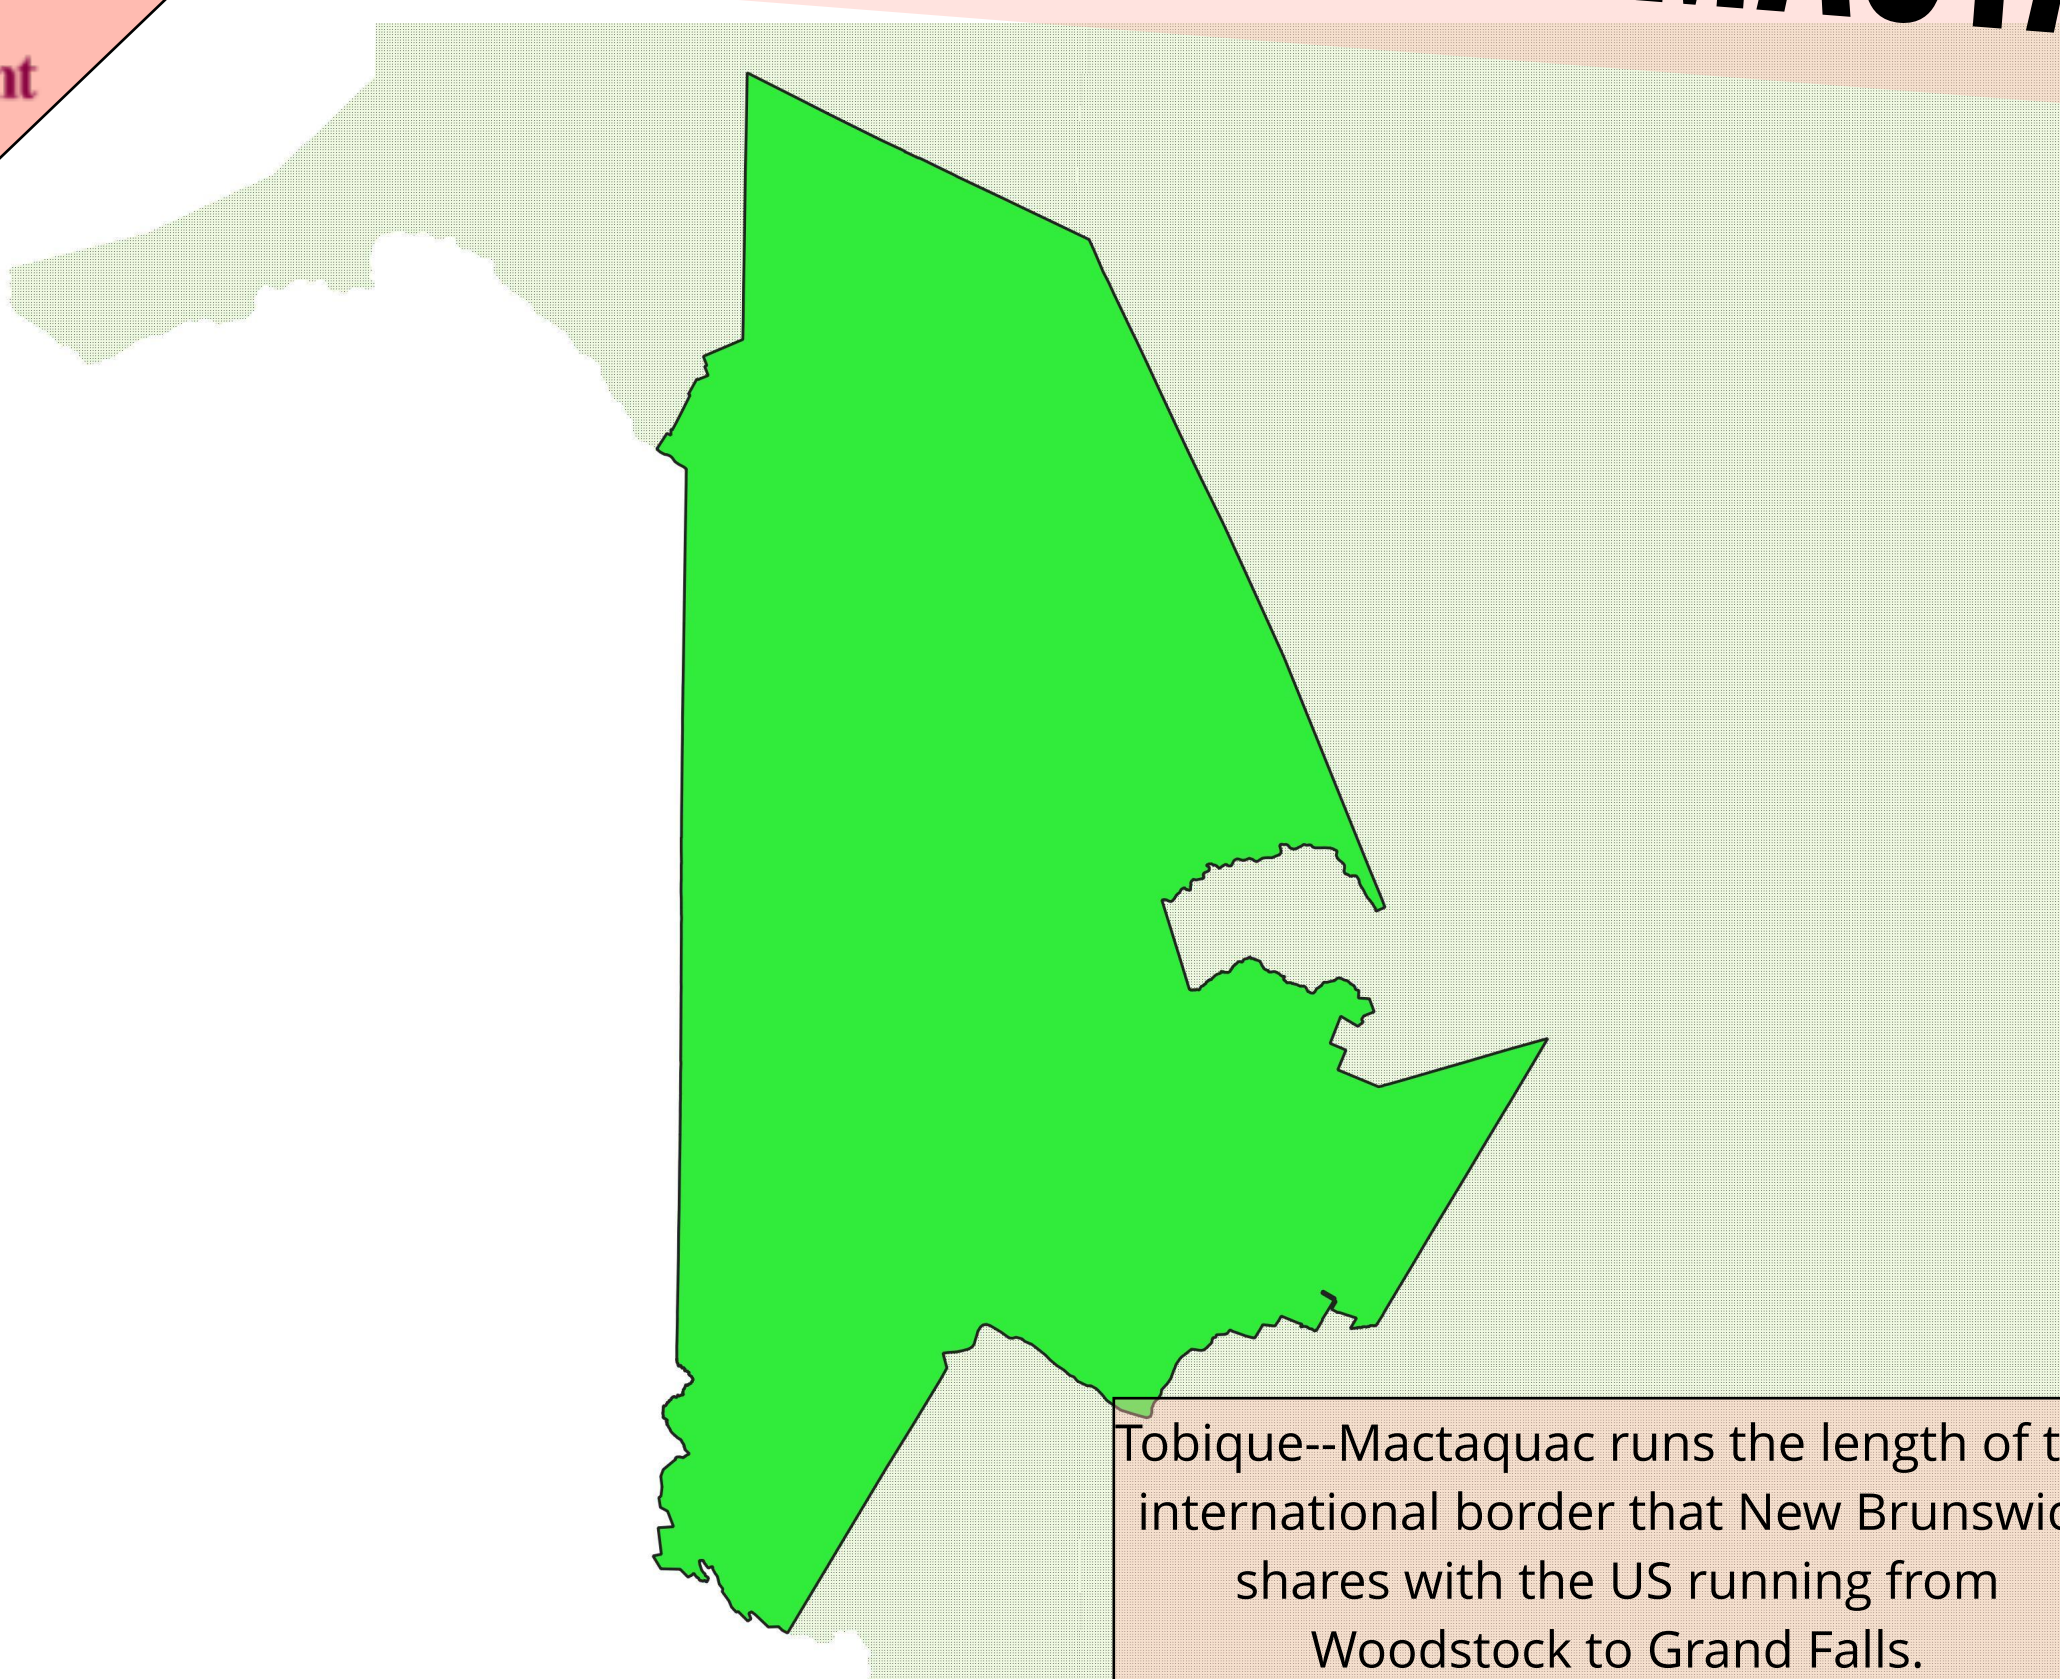 nt
Tobique--Mactaquac runs the length of t
international border that New Brunswic
shares with the US running from
Woodstock to Grand Falls.